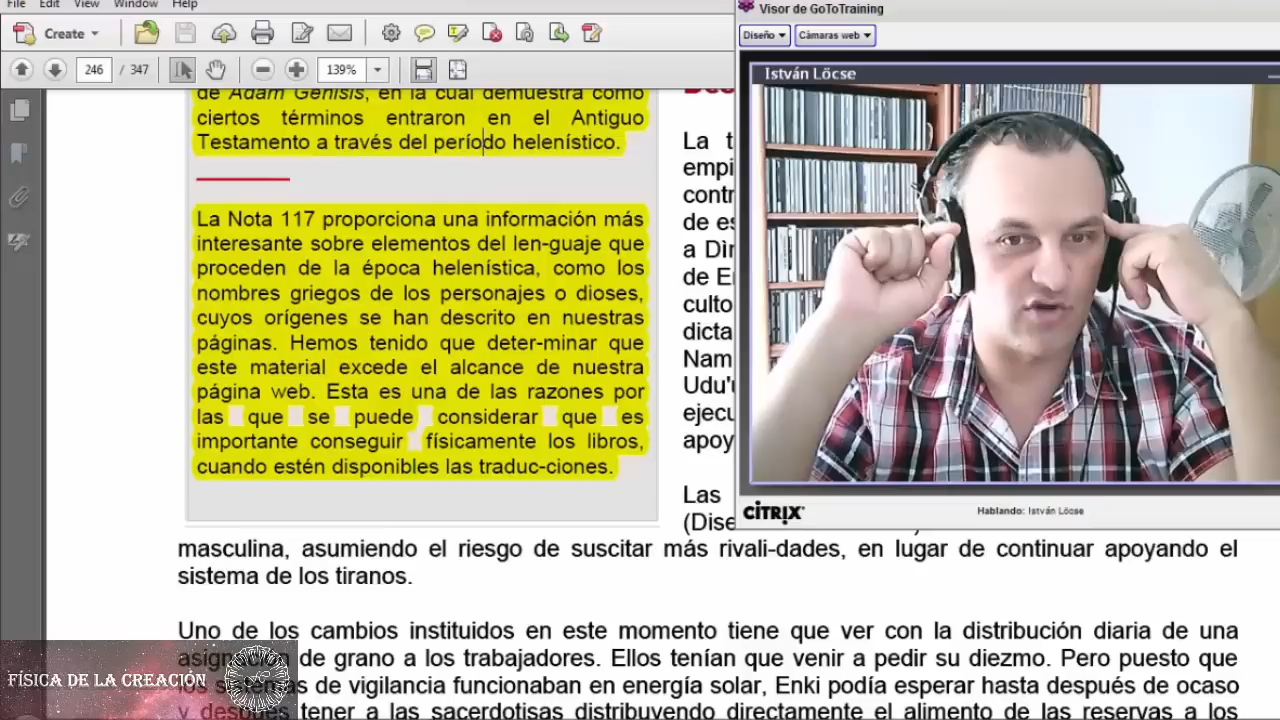 File Edit View Window Help
Visor de GoToTraining
Create
Diseño Cámaras web
246 / 347 139%
István Löcse
de Adam Genisis, en la cual demuestra como
ciertos términos entraron en el Antiguo
Testamento a través del período helenístico.
La Nota 117 proporciona una información más
interesante sobre elementos del len-guaje que
proceden de la época helenística, como los
nombres griegos de los personajes o dioses,
cuyos orígenes se han descrito en nuestras
páginas. Hemos tenido que deter-minar que
este material excede el alcance de nuestra
página web. Esta es una de las razones por
las que se puede considerar que es
importante conseguir físicamente los libros,
cuando estén disponibles las traduc-ciones.
La
empi
contr
de es
a Dìm
de En
culto
dicta
Nam
Udu'u
ejecu
apoy
Las
(Dise
CITRIX
Hablando: István Löcse
masculina, asumiendo el riesgo de suscitar más rivali-dades, en lugar de continuar apoyando el
sistema de los tiranos.
Uno de los cambios instituidos en este momento tiene que ver con la distribución diaria de una
asignación de grano a los trabajadores. Ellos tenían que venir a pedir su diezmo. Pero puesto que
los sistemas de vigilancia funcionaban en energía solar, Enki podía esperar hasta después de ocaso
y después tener a las sacerdotisas distribuyendo directamente el alimento de las reservas a los
FÍSICA DE LA CREACIÓN